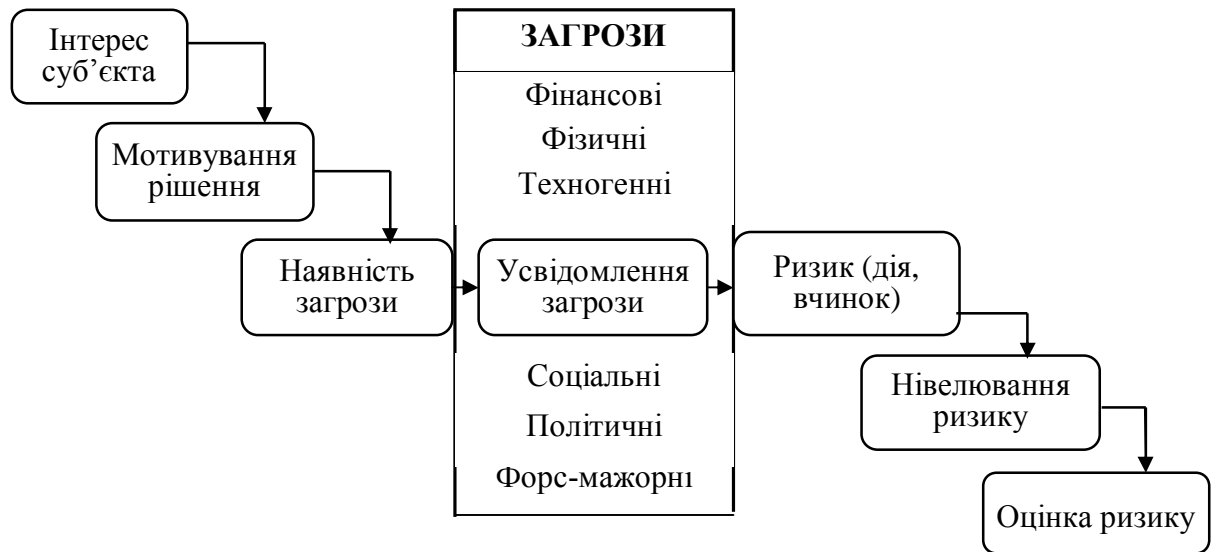 Інтерес
суб’єкта
Мотивування
рішення
Наявність
загрози
ЗАГРОЗИ
Фінансові
Фізичні
Техногенні
Усвідомлення
загрози
Соціальні
Політичні
Форс-мажорні
Ризик (дія,
вчинок)
Нівелювання
ризику
Оцінка ризику